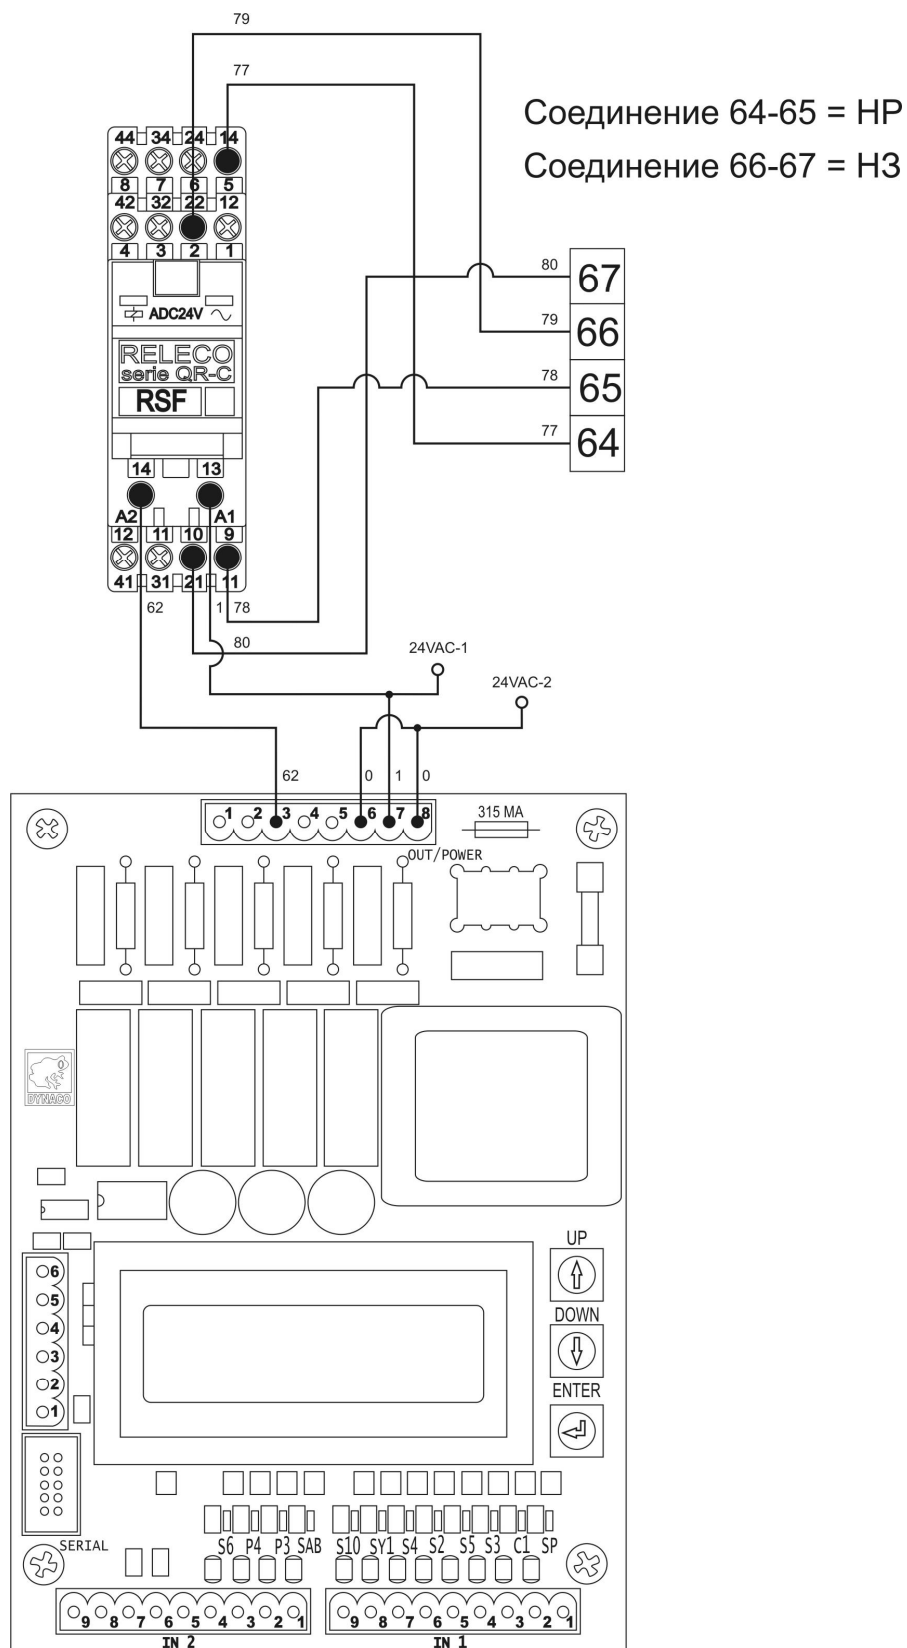 79
77
Соединение 64-65 = НР
Соединение 66-67 = НЗ
44 34 24 14
8 7 6 5
42 32 22 12
4 3 2 1
ADC24V
RELECO
serie QR-C
RSF
14 13
A2 A1
12 11 10 9
41 31 21 11
80 67
79 66
78 65
77 64
62 1 78
80
24VAC-1
24VAC-2
62 0 1 0
1 2 3 4 5 6 7 8
315 MA
OUT/POWER
DYNACO
UP
DOWN
ENTER
6
5
4
3
2
1
SERIAL
S6 P4 P3 SAB S10 SY1 S4 S2 S5 S3 C1 SP
9 8 7 6 5 4 3 2 1
IN 2
9 8 7 6 5 4 3 2 1
IN 1